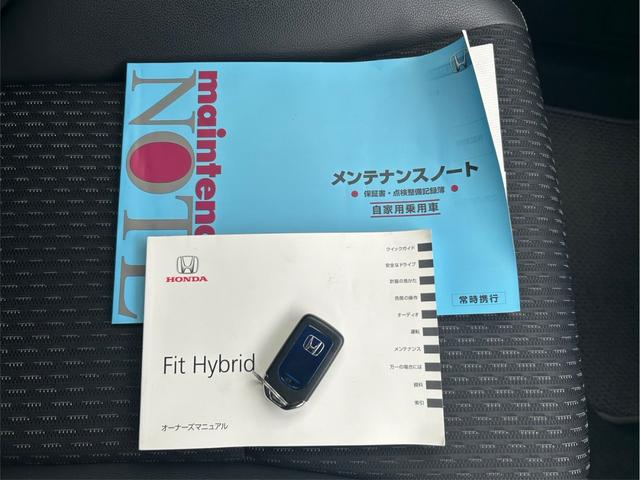 maintenan
NOTE
メンテナンスノート
保証書・点検整備記録簿
自家用乗用車
常時携行
HONDA
Fit Hybrid
オーナーズマニュアル
クイックガイド
安全なドライブ
計器の見かた
各部の操作
オーディオ
運転
メンテナンス
万一の場合には
資料
索引